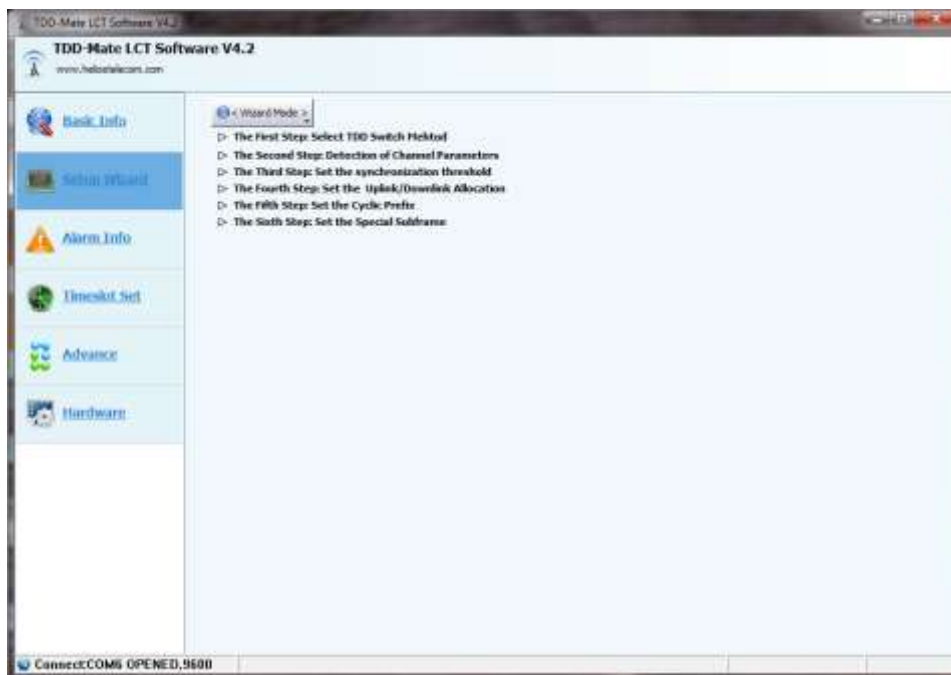 TDD-Mate LCT Software V4.2
TDD-Mate LCT Software V4.2
www.helostelecom.com
Basic Info
Setup Wizard
Alarm Info
Timeslot Set
Advance
Hardware
< Wizard Mode >
The First Step: Select TDD Switch Mehtod
The Second Step: Detection of Channel Parameters
The Third Step: Set the synchronization threshold
The Fourth Step: Set the Uplink/Downlink Allocation
The Fifth Step: Set the Cyclic Prefix
The Sixth Step: Set the Special Subframe
Connect:COM6 OPENED,9600